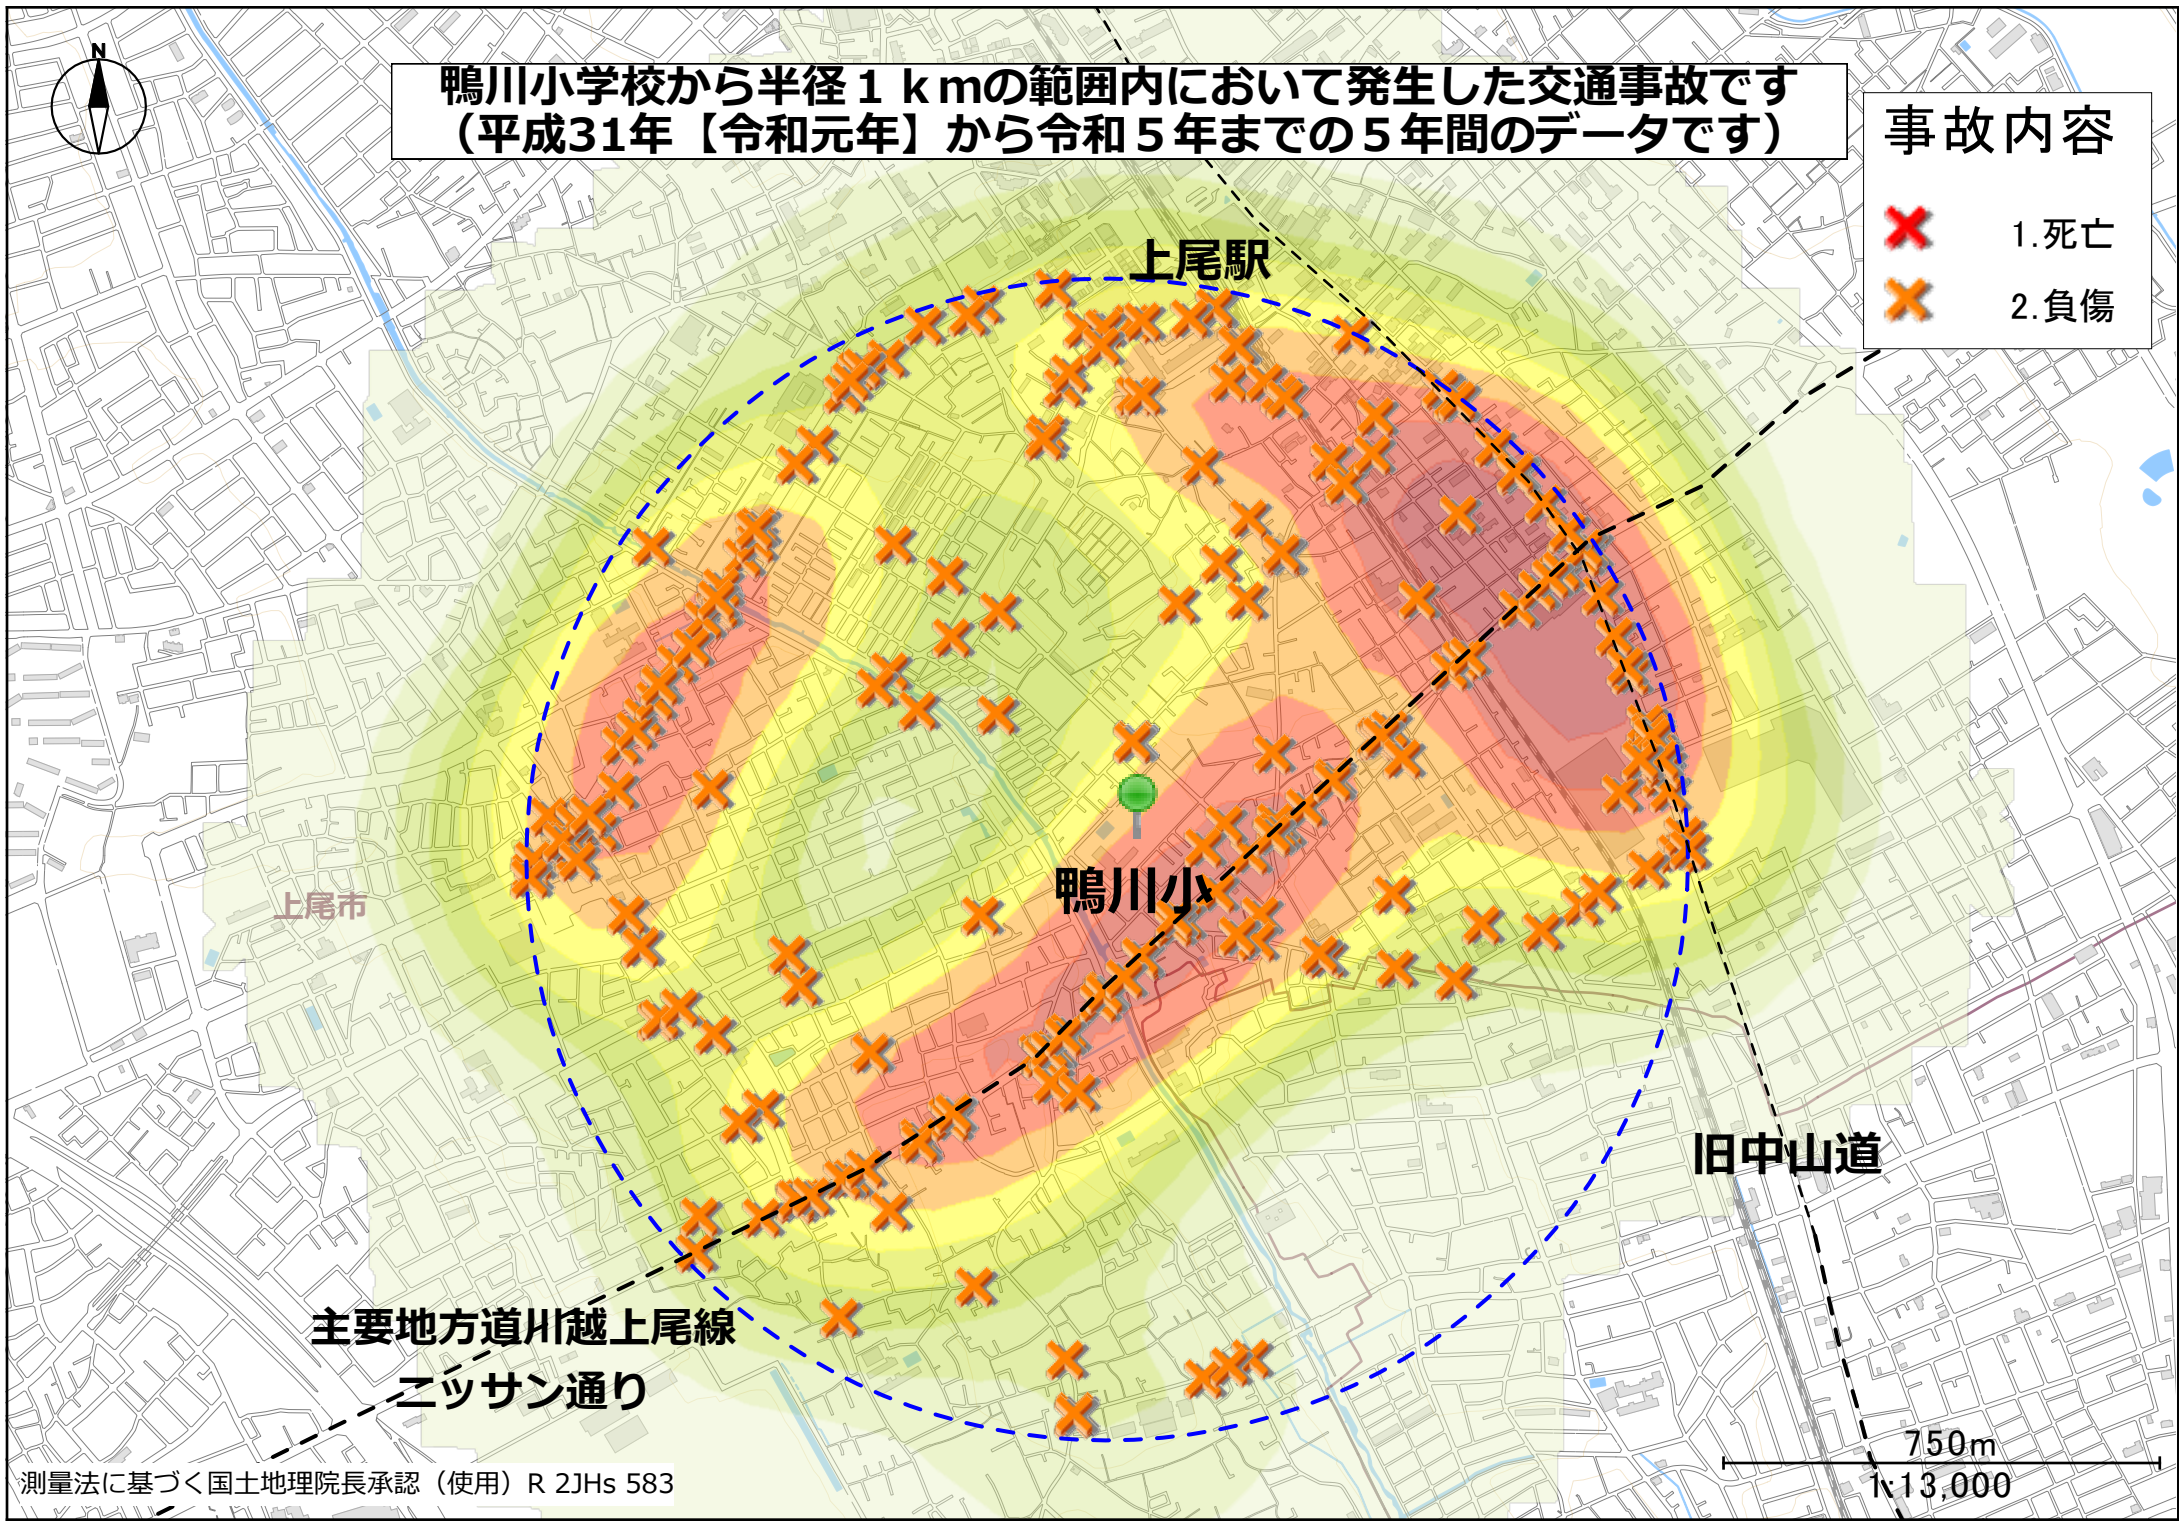 N
鴨川小学校から半径１ｋｍの範囲内において発生した交通事故です
（平成31年【令和元年】から令和５年までの５年間のデータです）
事故内容
1.死亡
2.負傷
上尾駅
鴨川小
上尾市
旧中山道
主要地方道川越上尾線
ニッサン通り
750m
1:13,000
測量法に基づく国土地理院長承認（使用）R 2JHs 583